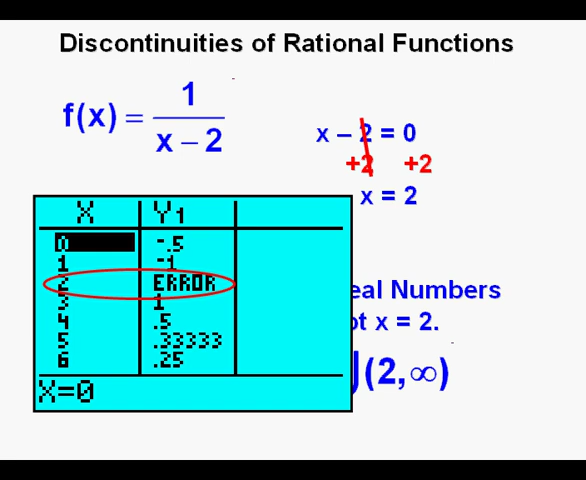 Discontinuities of Rational Functions
f(x) = 1 / (x – 2)
x – 2 = 0
+2 +2
x = 2
X Y1
0 -.5
1 -1
2 ERROR
3 1
4 .5
5 .33333
6 .25
X=0
eal Numbers
x = 2.
(2, ∞)